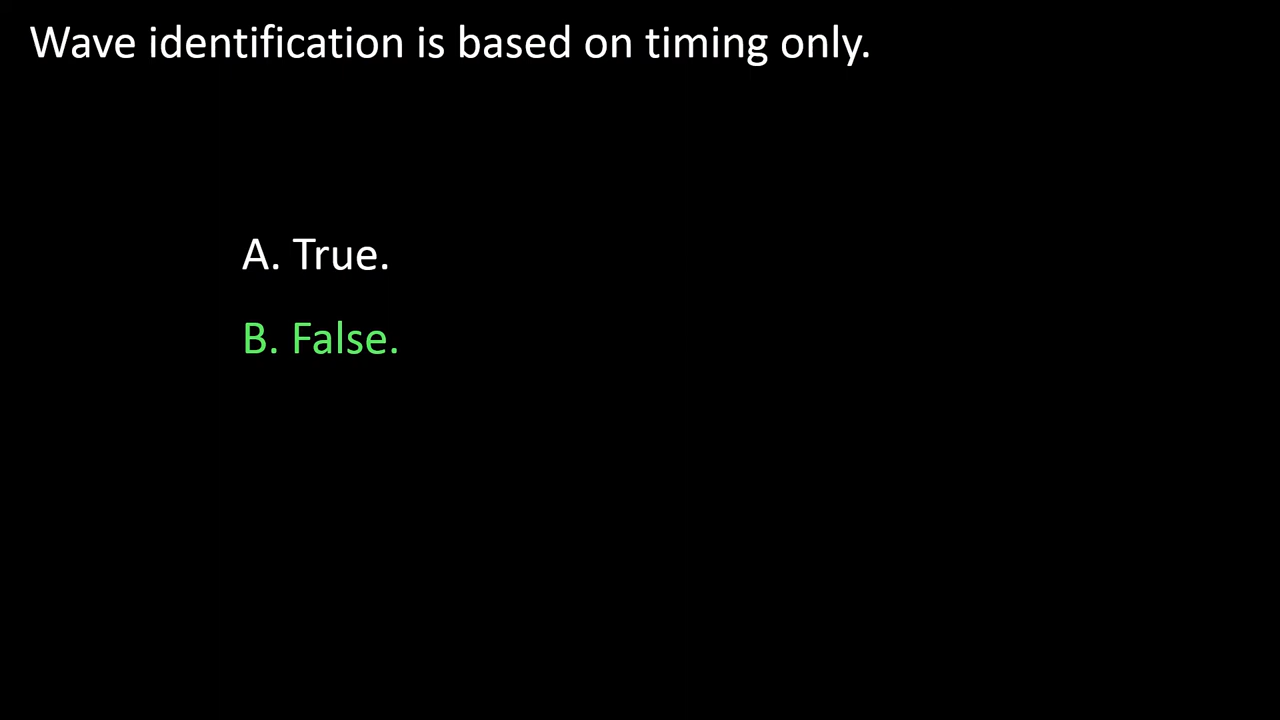 Wave identification is based on timing only.
A. True.
B. False.